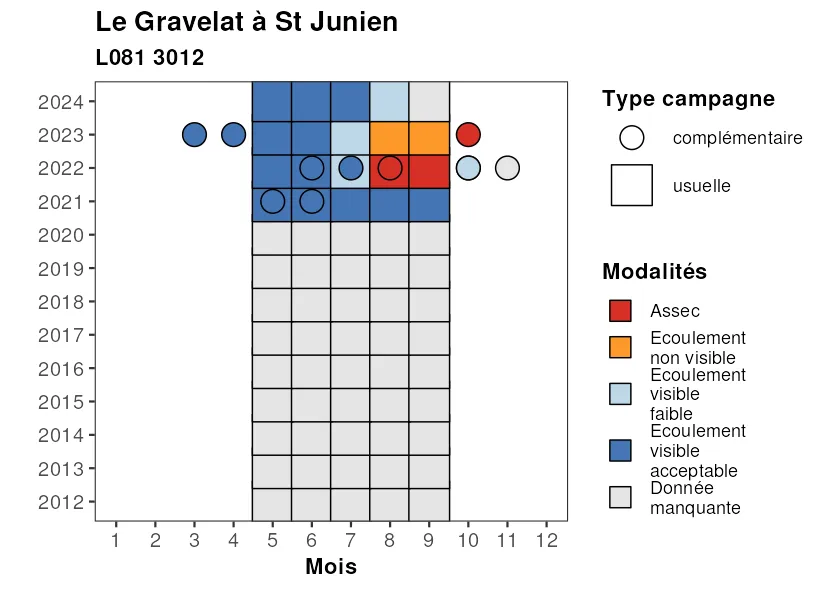 Le Gravelat à St Junien
L081 3012
2024
2023
2022
2021
2020
2019
2018
2017
2016
2015
2014
2013
2012
1 2 3 4 5 6 7 8 9 10 11 12
Mois
Type campagne
complémentaire
usuelle
Modalités
Assec
Ecoulement
non visible
Ecoulement
visible
faible
Ecoulement
visible
acceptable
Donnée
manquante